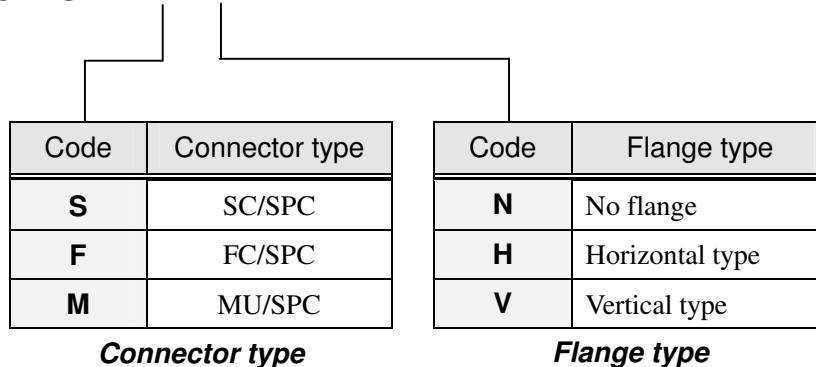 Code Connector type
S SC/SPC
F FC/SPC
M MU/SPC
Connector type
Code Flange type
N No flange
H Horizontal type
V Vertical type
Flange type